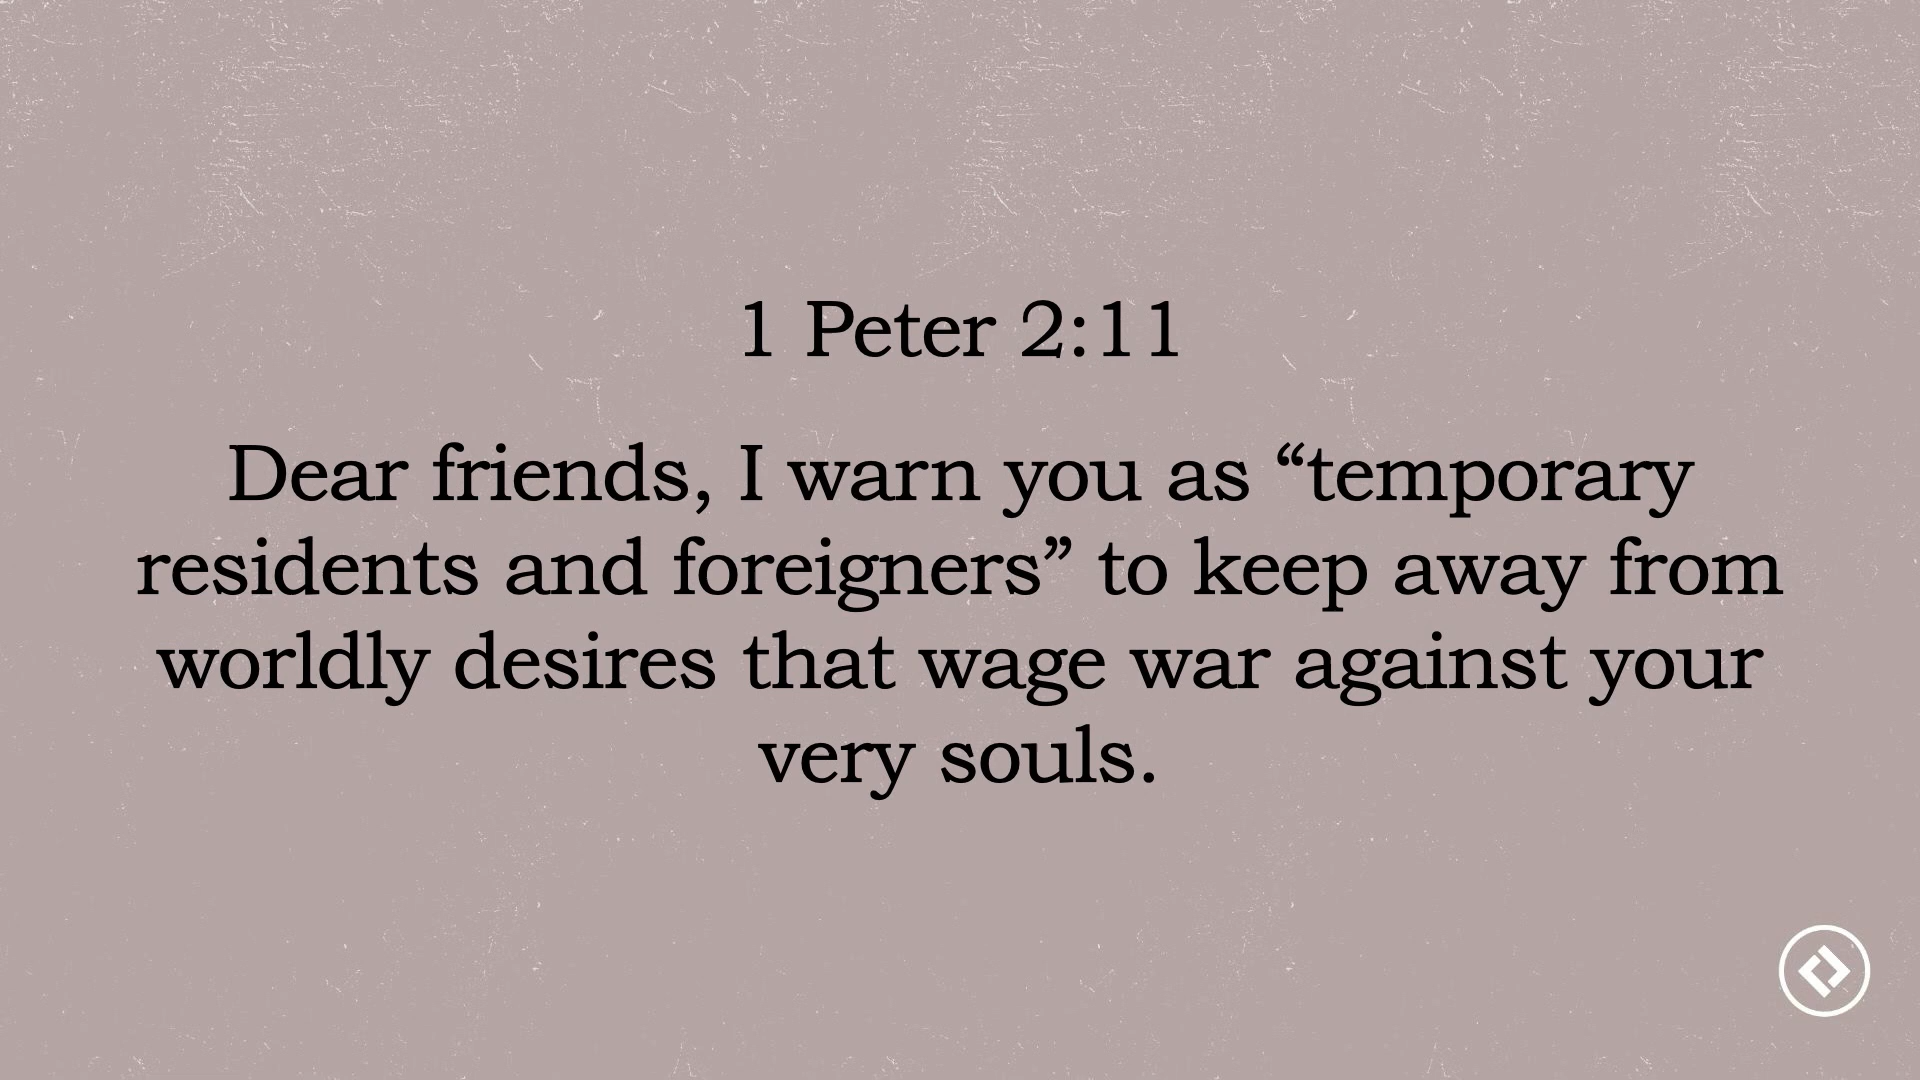 1 Peter 2:11
Dear friends, I warn you as “temporary
residents and foreigners” to keep away from
worldly desires that wage war against your
very souls.